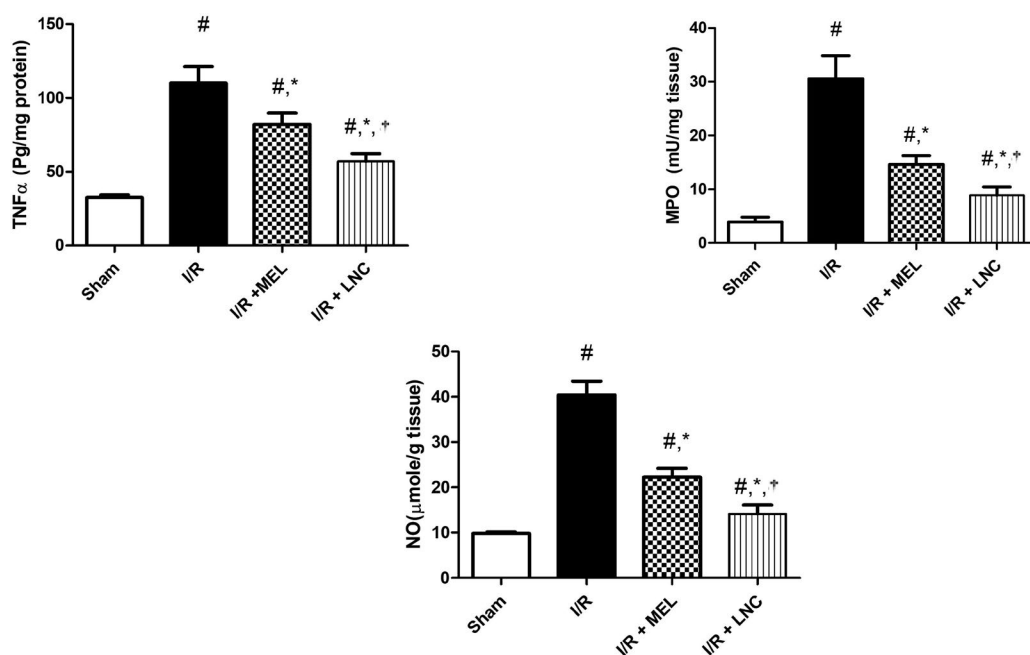 TNFα (Pg/mg protein)
150
100
50
0
#
#,*
#,*,†
Sham
I/R
I/R +MEL
I/R + LNC
MPO (mU/mg tissue)
40
30
20
10
0
#
#,*
#,*,†
Sham
I/R
I/R + MEL
I/R + LNC
NO(μmole/g tissue)
50
40
30
20
10
0
#
#,*
#,*,†
Sham
I/R
I/R + MEL
I/R + LNC